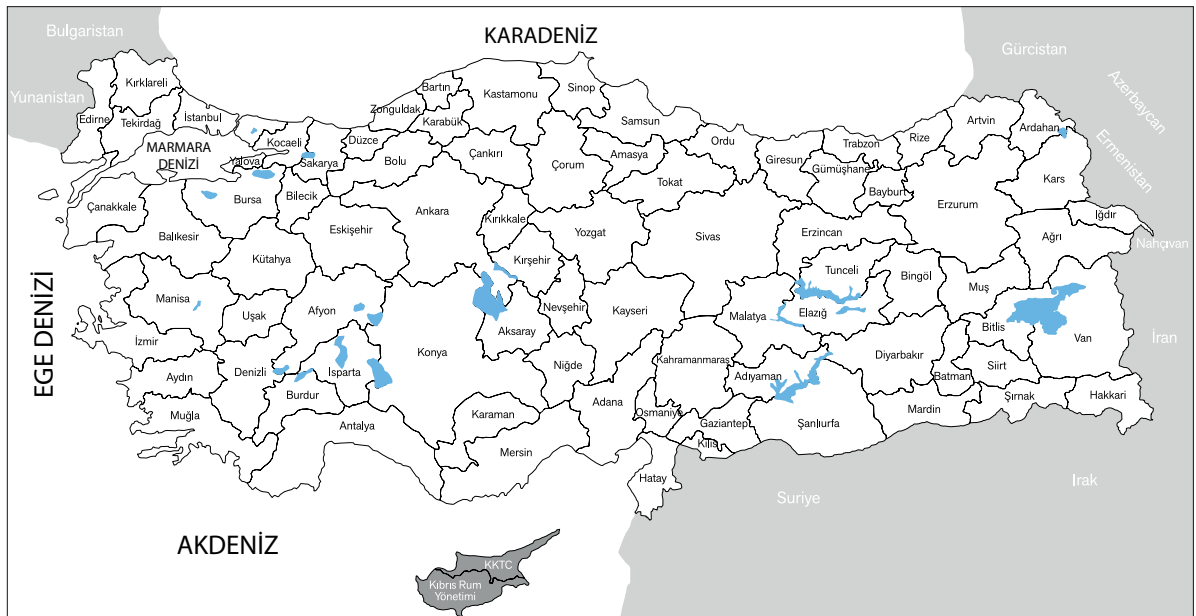 Bulgaristan
KARADENİZ
Gürcistan
Yunanistan
Azerbaycan
Ermenistan
Kırklareli
Edirne
Tekirdağ
İstanbul
MARMARA
DENİZİ
Yalova
Kocaeli
Sakarya
Düzce
Zonguldak
Bartın
Karabük
Kastamonu
Sinop
Samsun
Ordu
Giresun
Trabzon
Rize
Artvin
Ardahan
Bolu
Çankırı
Çorum
Amasya
Tokat
Gümüşhane
Bayburt
Erzurum
Kars
Iğdır
Nahçıvan
Çanakkale
Bursa
Bilecik
Balıkesir
Eskişehir
Ankara
Kırıkkale
Yozgat
Sivas
Erzincan
Ağrı
Kütahya
Kırşehir
Tunceli
Bingöl
Muş
EGE DENİZİ
Manisa
Uşak
Afyon
Nevşehir
Kayseri
Malatya
Elazığ
Bitlis
Van
İran
İzmir
Aksaray
Konya
Aydın
Denizli
İsparta
Niğde
Kahramanmaraş
Adıyaman
Diyarbakır
Batman
Siirt
Burdur
Muğla
Antalya
Karaman
Adana
Osmaniye
Gaziantep
Şanlıurfa
Mardin
Şırnak
Hakkari
Kilis
Mersin
Hatay
Suriye
Irak
AKDENİZ
KKTC
Kıbrıs Rum
Yönetimi